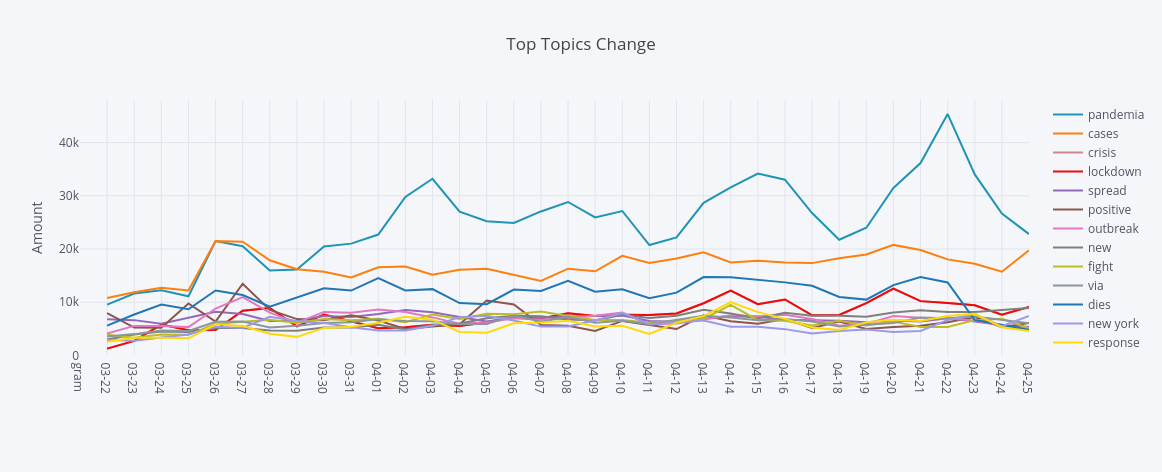 Top Topics Change
Amount
40k
30k
20k
10k
0
gram
03-22
03-23
03-24
03-25
03-26
03-27
03-28
03-29
03-30
03-31
04-01
04-02
04-03
04-04
04-05
04-06
04-07
04-08
04-09
04-10
04-11
04-12
04-13
04-14
04-15
04-16
04-17
04-18
04-19
04-20
04-21
04-22
04-23
04-24
04-25
pandemia
cases
crisis
lockdown
spread
positive
outbreak
new
fight
via
dies
new york
response